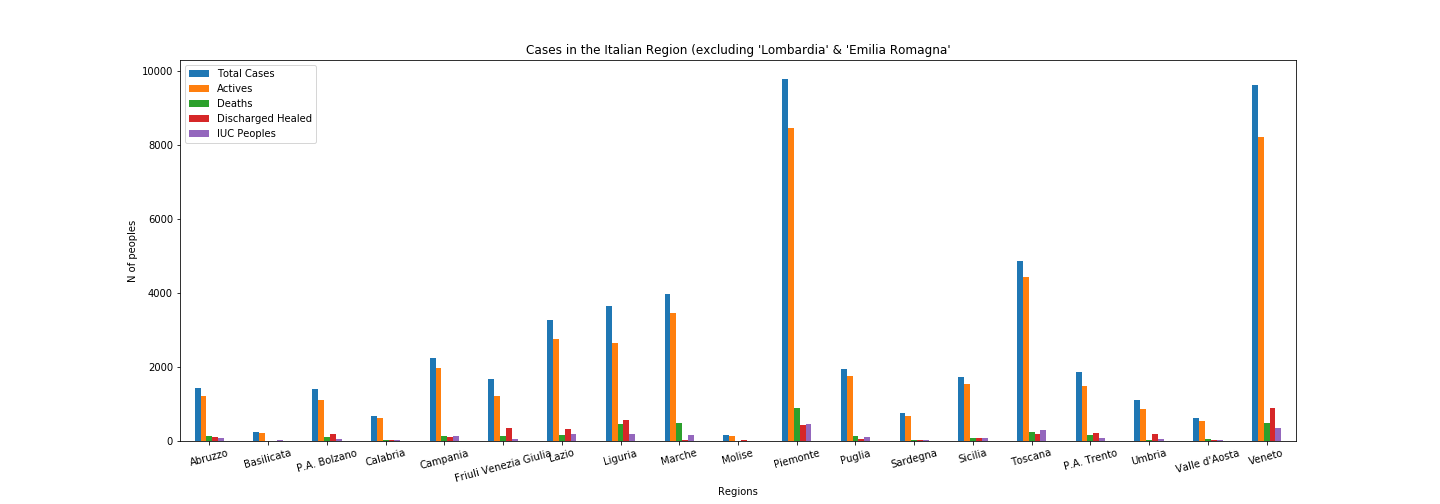 Cases in the Italian Region (excluding 'Lombardia' & 'Emilia Romagna'
Total Cases
Actives
Deaths
Discharged Healed
IUC Peoples
N of peoples
10000
8000
6000
4000
2000
0
Abruzzo
Basilicata
P.A. Bolzano
Calabria
Campania
Friuli Venezia Giulia
Lazio
Liguria
Marche
Molise
Piemonte
Puglia
Sardegna
Sicilia
Toscana
P.A. Trento
Umbria
Valle d'Aosta
Veneto
Regions